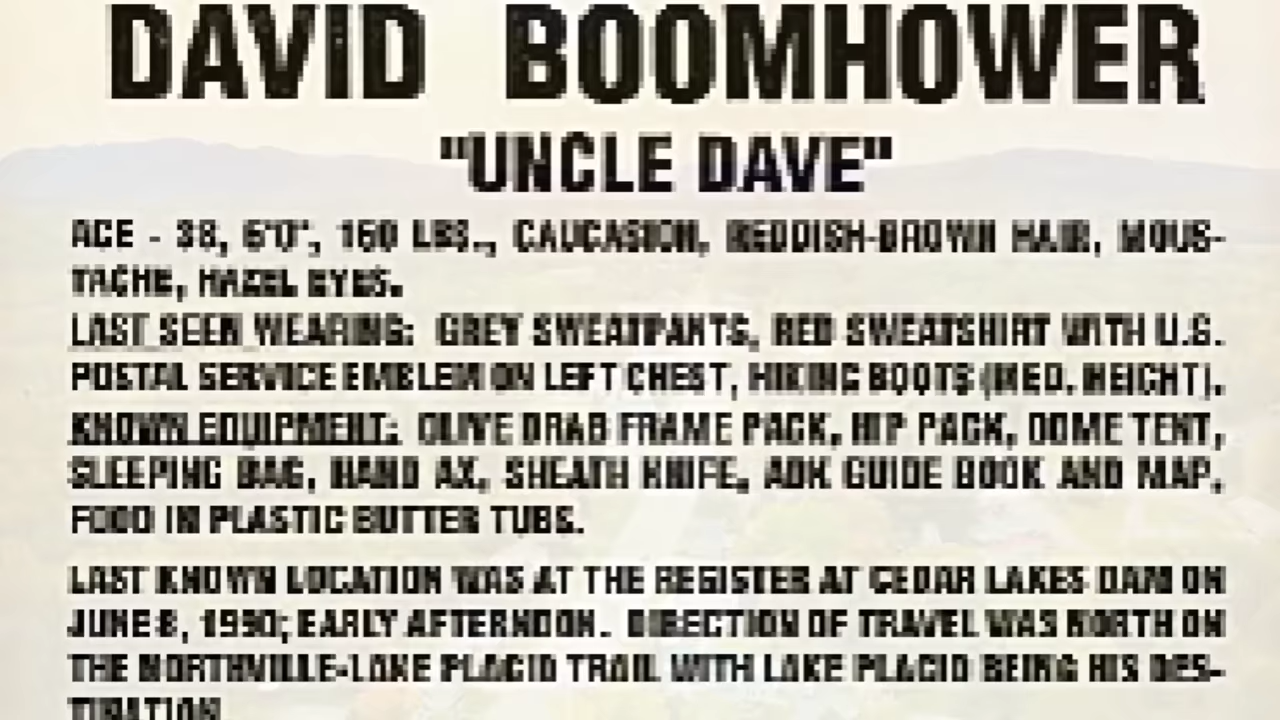 DAVID BOOMHOWER
"UNCLE DAVE"
AGE - 38, 6'0", 160 LBS., CAUCASION, REDDISH-BROWN HAIR, MOUS-
TACHE, HAZEL EYES.
LAST SEEN WEARING: GREY SWEATPANTS, RED SWEATSHIRT WITH U.S.
POSTAL SERVICE EMBLEM ON LEFT CHEST, HIKING BOOTS (MED. HEIGHT).
KNOWN EQUIPMENT: OLIVE DRAB FRAME PACK, HIP PACK, DOME TENT,
SLEEPING BAG, HAND AX, SHEATH KNIFE, ADK GUIDE BOOK AND MAP,
FOOD IN PLASTIC BUTTER TUBS.
LAST KNOWN LOCATION WAS AT THE REGISTER AT CEDAR LAKES DAM ON
JUNE 8, 1990; EARLY AFTERNOON. DIRECTION OF TRAVEL WAS NORTH ON
THE NORTHVILLE-LAKE PLACID TRAIL WITH LAKE PLACID BEING HIS DES-
TINATION.